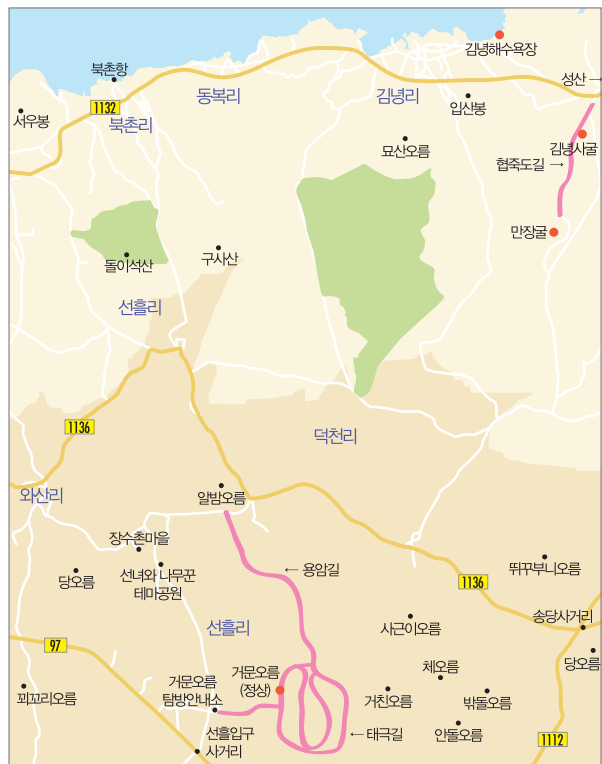 김녕해수욕장
북촌항
성산 →
동복리
김녕리
입산봉
1132
서우봉
북촌리
묘산오름
김녕사굴
협죽도길 →
만장굴
구사산
돌이석산
선흘리
1136
덕천리
와산리
알밤오름
장수촌마을
당오름
선녀와 나무꾼
테마공원
← 용암길
뛰꾸부니오름
1136
송당사거리
사근이오름
선흘리
97
당오름
체오름
거문오름
(정상)
거문오름
탐방안내소
꾀꼬리오름
거친오름
밖돌오름
← 태극길
안돌오름
선흘입구
사거리
1112